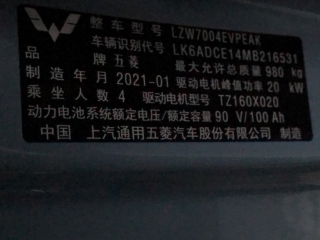 整车型号 LZW7004EVPEAK
车辆识别代号 LK6ADCE14MB216531
品牌 五菱 最大允许总质量 980 kg
制造年月 2021-01 驱动电机峰值功率 20 kW
乘坐人数 4 驱动电机型号 TZ160X020
动力电池系统额定电压/额定容量 90 V/100 Ah
中国 上汽通用五菱汽车股份有限公司 制造